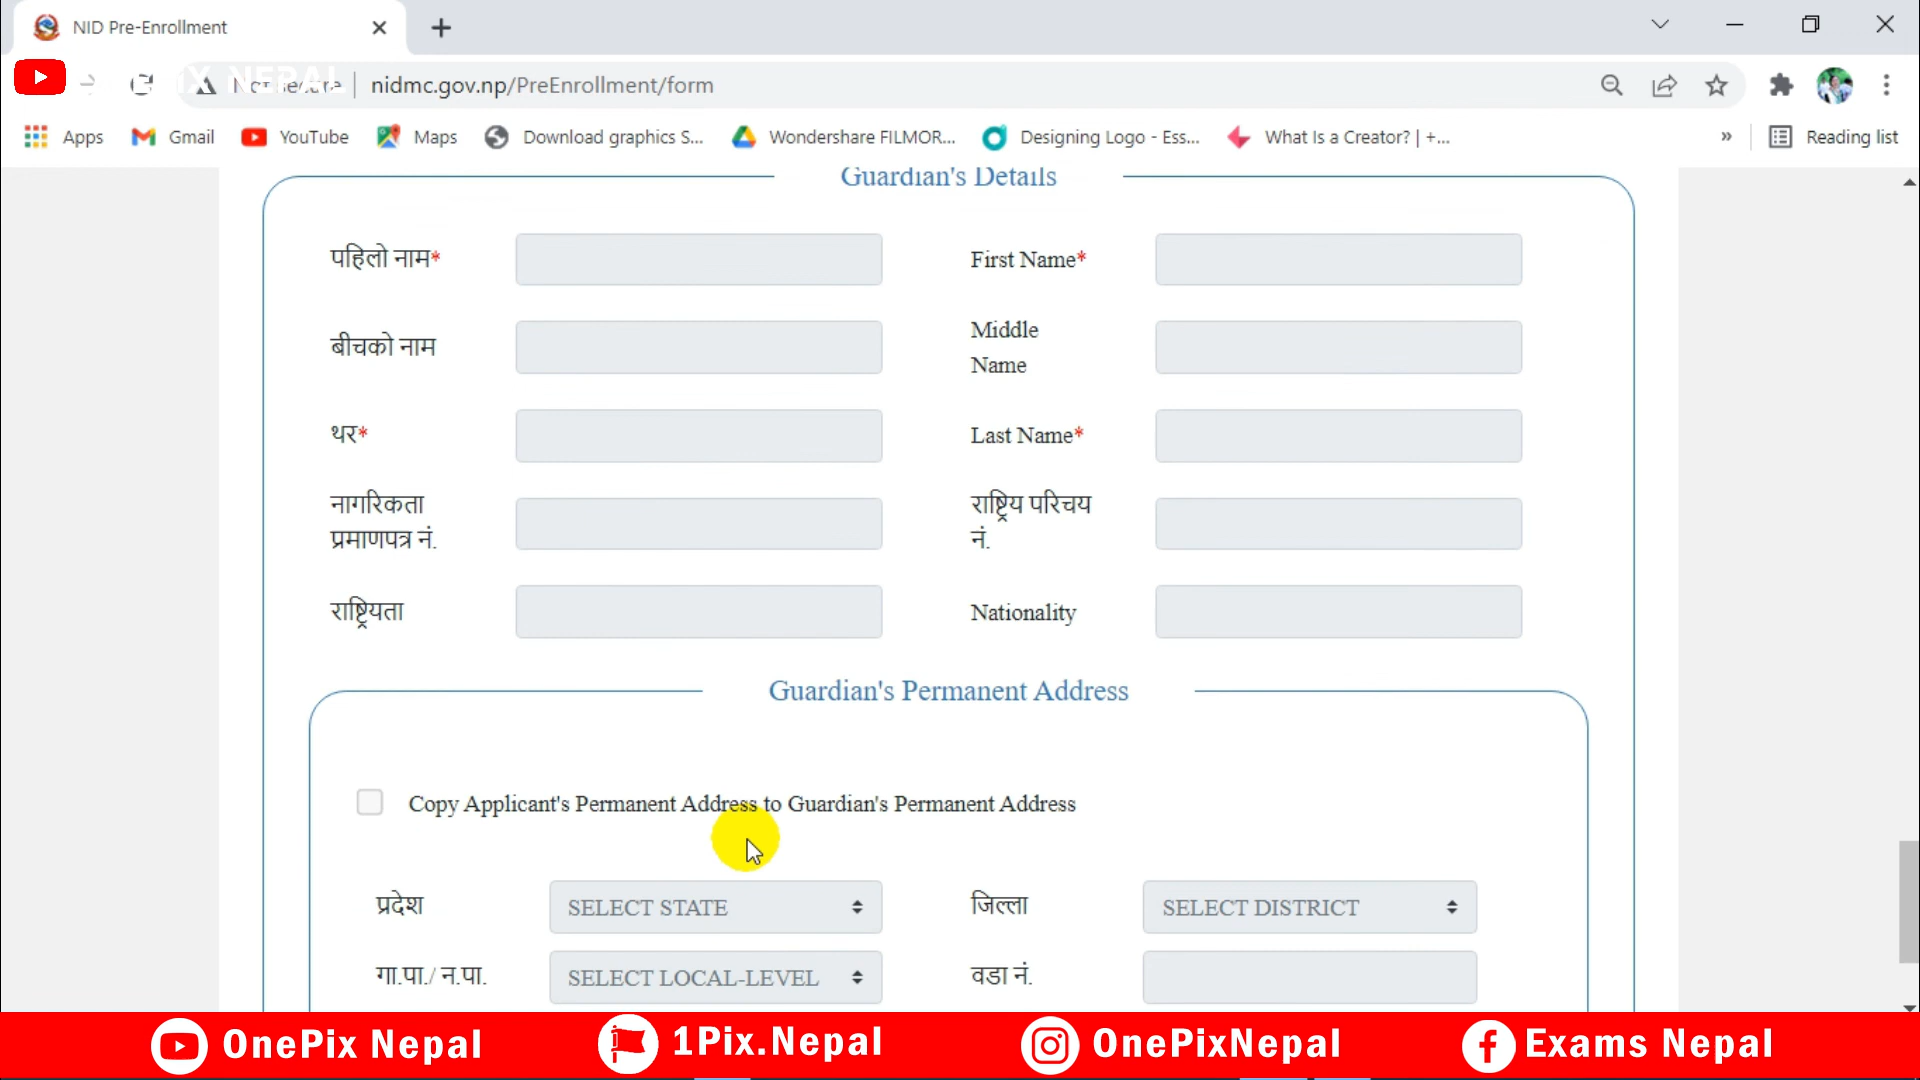 NID Pre-Enrollment
Not secure
X NEPAL
nidmc.gov.np/PreEnrollment/form
Apps
Gmail
YouTube
Maps
Download graphics S...
Wondershare FILMOR...
Designing Logo - Ess...
What Is a Creator? | +...
»
Reading list
Guardian's Details
पहिलो नाम*
First Name*
बीचको नाम
Middle
Name
थर*
Last Name*
नागरिकता
प्रमाणपत्र नं.
राष्ट्रिय परिचय
नं.
राष्ट्रियता
Nationality
Guardian's Permanent Address
Copy Applicant's Permanent Address to Guardian's Permanent Address
प्रदेश
SELECT STATE
जिल्ला
SELECT DISTRICT
गा.पा./ न.पा.
SELECT LOCAL-LEVEL
वडा नं.
OnePix Nepal
1Pix.Nepal
OnePixNepal
Exams Nepal